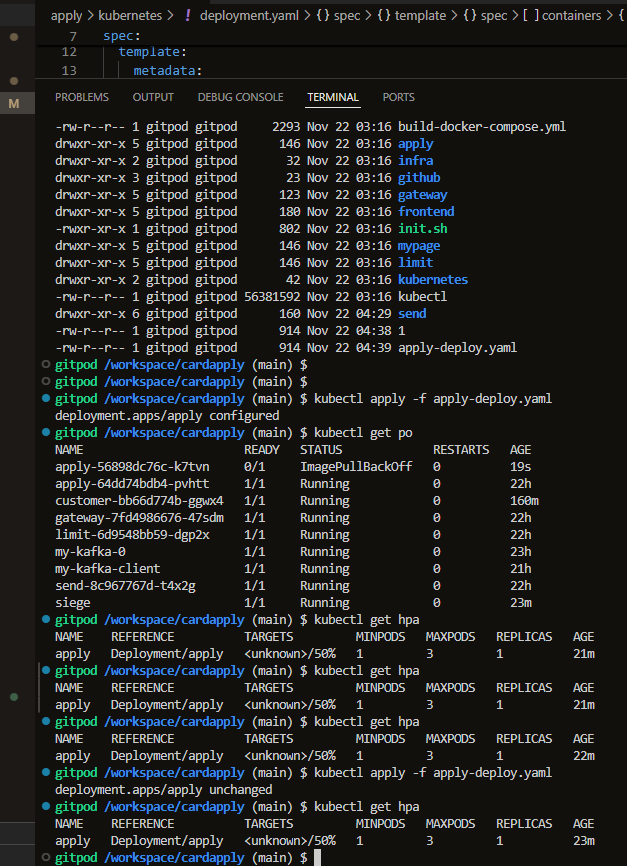 apply > kubernetes > ! deployment.yaml > {} spec > {} template > {} spec > [ ] containers > {
7 spec:
12 template:
13 metadata:
M
PROBLEMS OUTPUT DEBUG CONSOLE TERMINAL PORTS
-rw-r--r-- 1 gitpod gitpod 2293 Nov 22 03:16 build-docker-compose.yml
drwxr-xr-x 5 gitpod gitpod 146 Nov 22 03:16 apply
drwxr-xr-x 2 gitpod gitpod 32 Nov 22 03:16 infra
drwxr-xr-x 3 gitpod gitpod 23 Nov 22 03:16 github
drwxr-xr-x 5 gitpod gitpod 123 Nov 22 03:16 gateway
drwxr-xr-x 5 gitpod gitpod 180 Nov 22 03:16 frontend
-rwxr-xr-x 1 gitpod gitpod 802 Nov 22 03:16 init.sh
drwxr-xr-x 5 gitpod gitpod 146 Nov 22 03:16 mypage
drwxr-xr-x 5 gitpod gitpod 146 Nov 22 03:16 limit
drwxr-xr-x 2 gitpod gitpod 42 Nov 22 03:16 kubernetes
-rw-r--r-- 1 gitpod gitpod 56381592 Nov 22 03:16 kubectl
drwxr-xr-x 6 gitpod gitpod 160 Nov 22 04:29 send
-rw-r--r-- 1 gitpod gitpod 914 Nov 22 04:38 1
-rw-r--r-- 1 gitpod gitpod 914 Nov 22 04:39 apply-deploy.yaml
gitpod /workspace/cardapply (main) $
gitpod /workspace/cardapply (main) $
gitpod /workspace/cardapply (main) $ kubectl apply -f apply-deploy.yaml
deployment.apps/apply configured
gitpod /workspace/cardapply (main) $ kubectl get po
NAME READY STATUS RESTARTS AGE
apply-56898dc76c-k7tvn 0/1 ImagePullBackOff 0 19s
apply-64dd74bdb4-pvhtt 1/1 Running 0 22h
customer-bb66d774b-ggwx4 1/1 Running 0 160m
gateway-7fd4986676-47sdm 1/1 Running 0 22h
limit-6d9548bb59-dgp2x 1/1 Running 0 22h
my-kafka-0 1/1 Running 0 23h
my-kafka-client 1/1 Running 0 21h
send-8c967767d-t4x2g 1/1 Running 0 22h
siege 1/1 Running 0 23m
gitpod /workspace/cardapply (main) $ kubectl get hpa
NAME REFERENCE TARGETS MINPODS MAXPODS REPLICAS AGE
apply Deployment/apply <unknown>/50% 1 3 1 21m
gitpod /workspace/cardapply (main) $ kubectl get hpa
NAME REFERENCE TARGETS MINPODS MAXPODS REPLICAS AGE
apply Deployment/apply <unknown>/50% 1 3 1 21m
gitpod /workspace/cardapply (main) $ kubectl get hpa
NAME REFERENCE TARGETS MINPODS MAXPODS REPLICAS AGE
apply Deployment/apply <unknown>/50% 1 3 1 22m
gitpod /workspace/cardapply (main) $ kubectl apply -f apply-deploy.yaml
deployment.apps/apply unchanged
gitpod /workspace/cardapply (main) $ kubectl get hpa
NAME REFERENCE TARGETS MINPODS MAXPODS REPLICAS AGE
apply Deployment/apply <unknown>/50% 1 3 1 23m
gitpod /workspace/cardapply (main) $